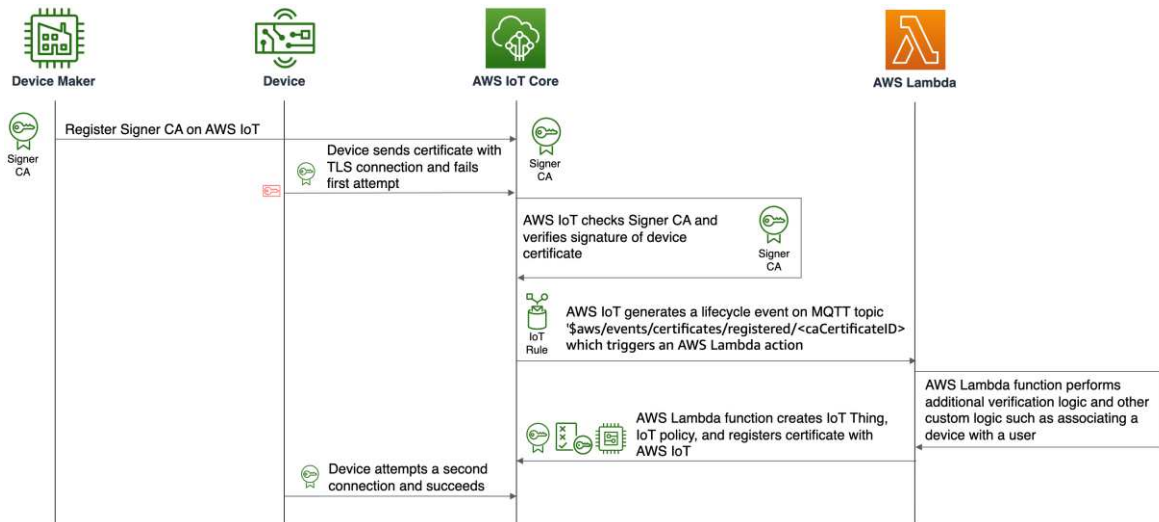 Device Maker
Device
AWS IoT Core
AWS Lambda
Signer
CA
Register Signer CA on AWS IoT
Device sends certificate with
TLS connection and fails
first attempt
Signer
CA
AWS IoT checks Signer CA and
verifies signature of device
certificate
Signer
CA
IoT
Rule
AWS IoT generates a lifecycle event on MQTT topic
'$aws/events/certificates/registered/<caCertificateID>
which triggers an AWS Lambda action
AWS Lambda function performs
additional verification logic and other
custom logic such as associating a
device with a user
AWS Lambda function creates IoT Thing,
IoT policy, and registers certificate with
AWS IoT
Device attempts a second
connection and succeeds